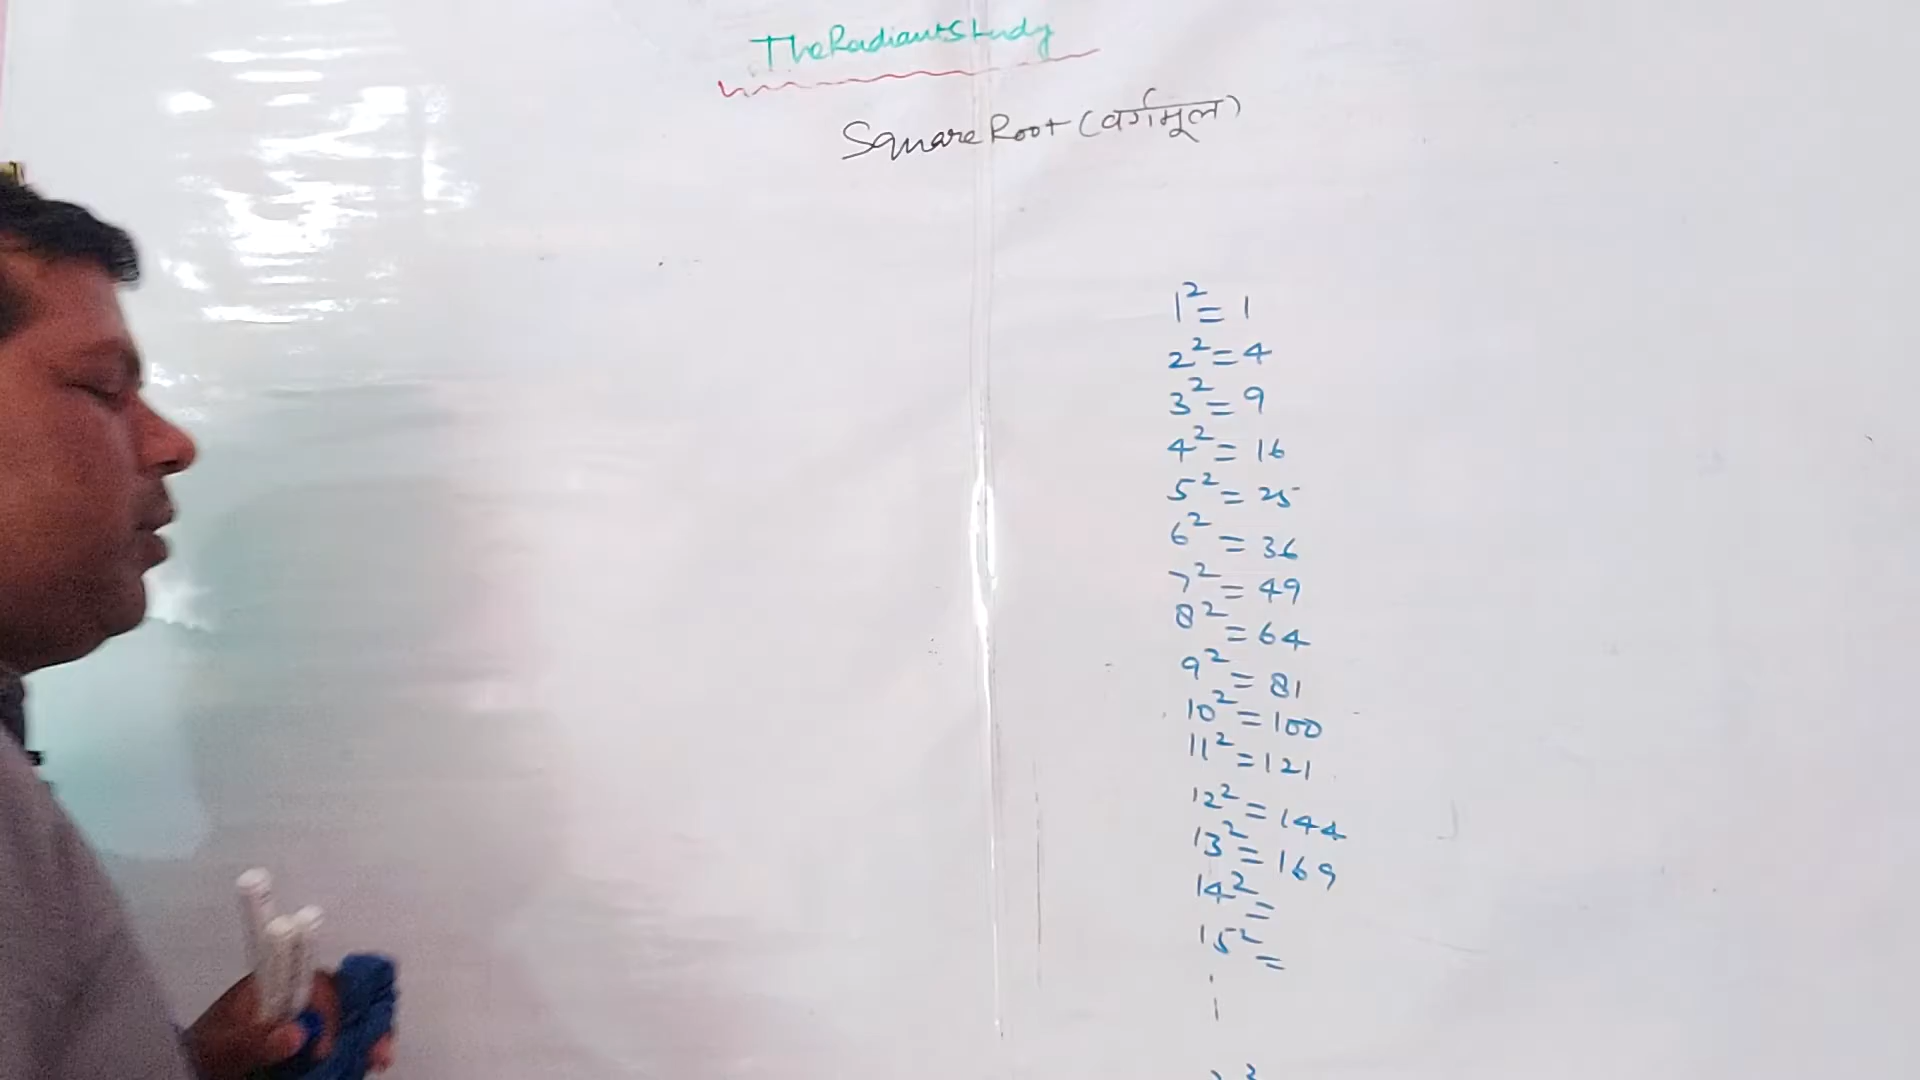 TheRadiantStudy
Square Root (वर्गमूल)
1² = 1
2² = 4
3² = 9
4² = 16
5² = 25
6² = 36
7² = 49
8² = 64
9² = 81
10² = 100
11² = 121
12² = 144
13² = 169
14² =
15² =